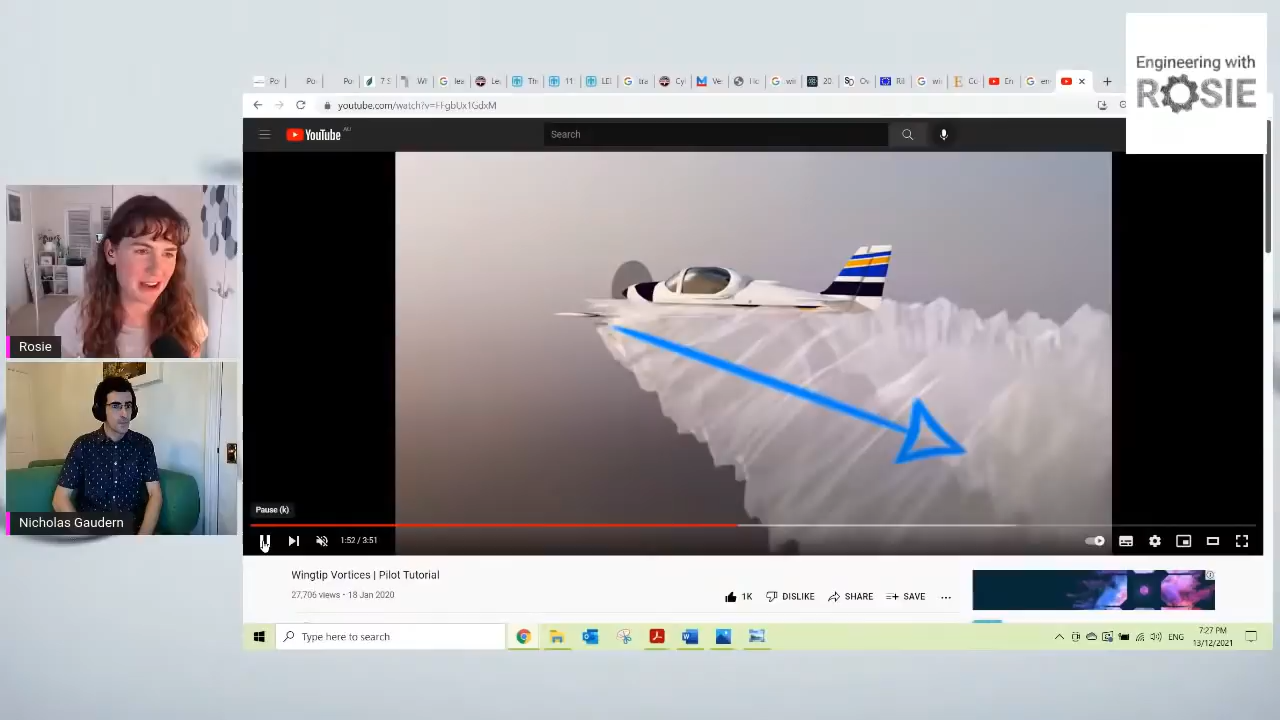 Engineering with
ROSIE
youtube.com/watch?v=FFgbUx1GdxM
YouTube AU
Search
Rosie
Nicholas Gaudern
Pause (k)
1:52 / 3:51
Wingtip Vortices | Pilot Tutorial
27,706 views • 18 Jan 2020
1K
DISLIKE
SHARE
SAVE
Type here to search
ENG
7:27 PM
13/12/2021